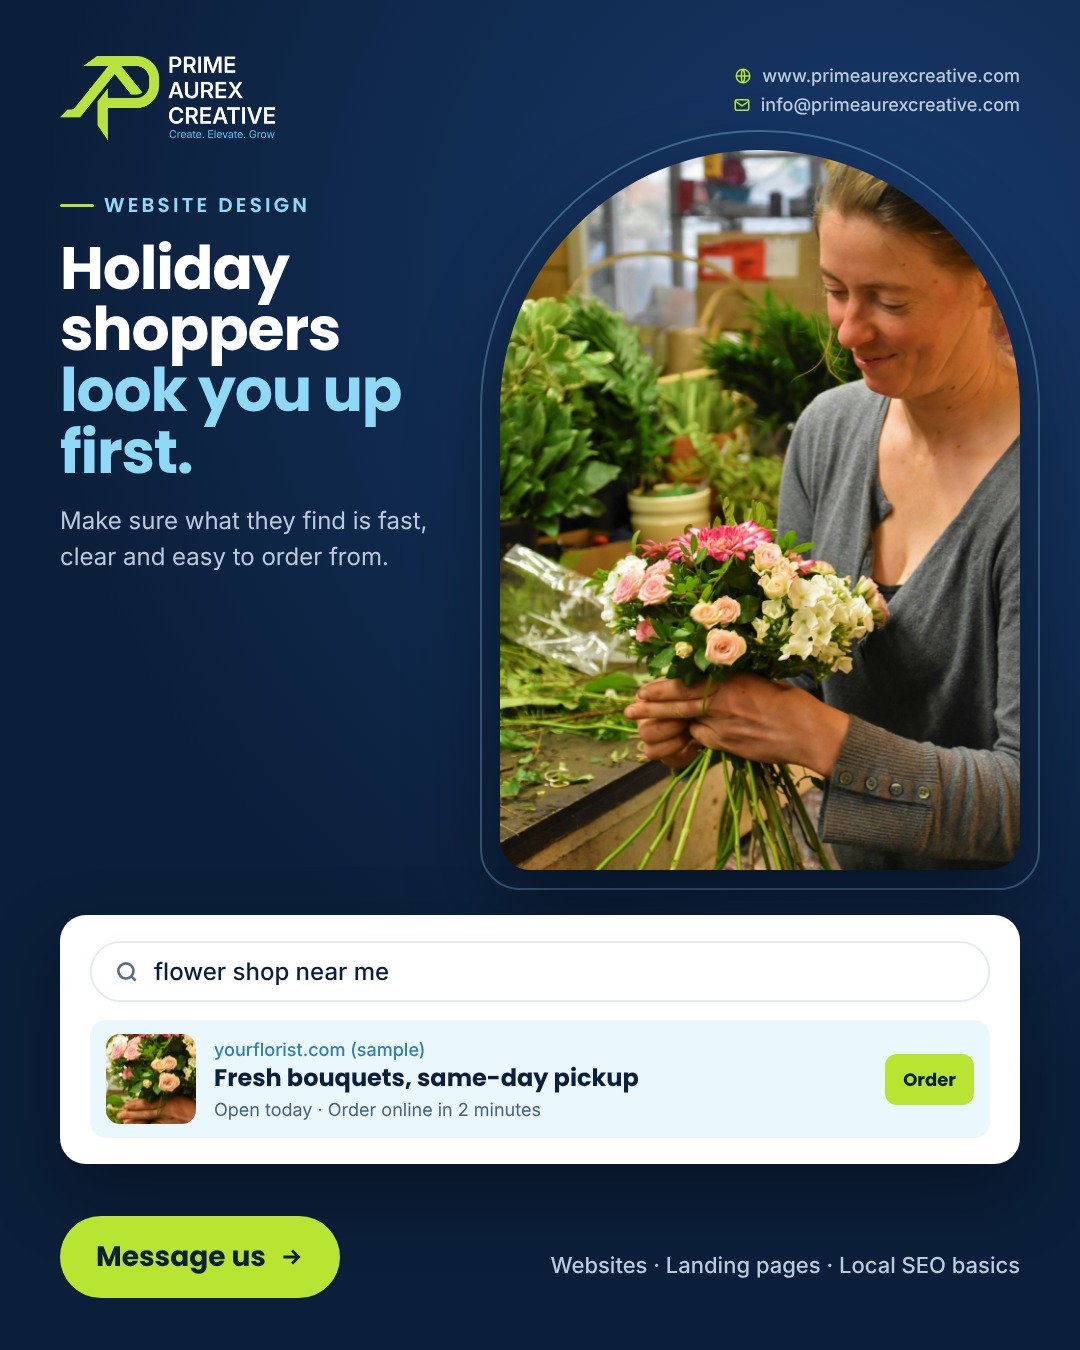 PRIME
AUREX
CREATIVE
Create. Elevate. Grow
www.primeaurexcreative.com
info@primeaurexcreative.com
WEBSITE DESIGN
Holiday
shoppers
look you up
first.
Make sure what they find is fast,
clear and easy to order from.
flower shop near me
yourflorist.com (sample)
Fresh bouquets, same-day pickup
Open today · Order online in 2 minutes
Order
Message us
Websites · Landing pages · Local SEO basics